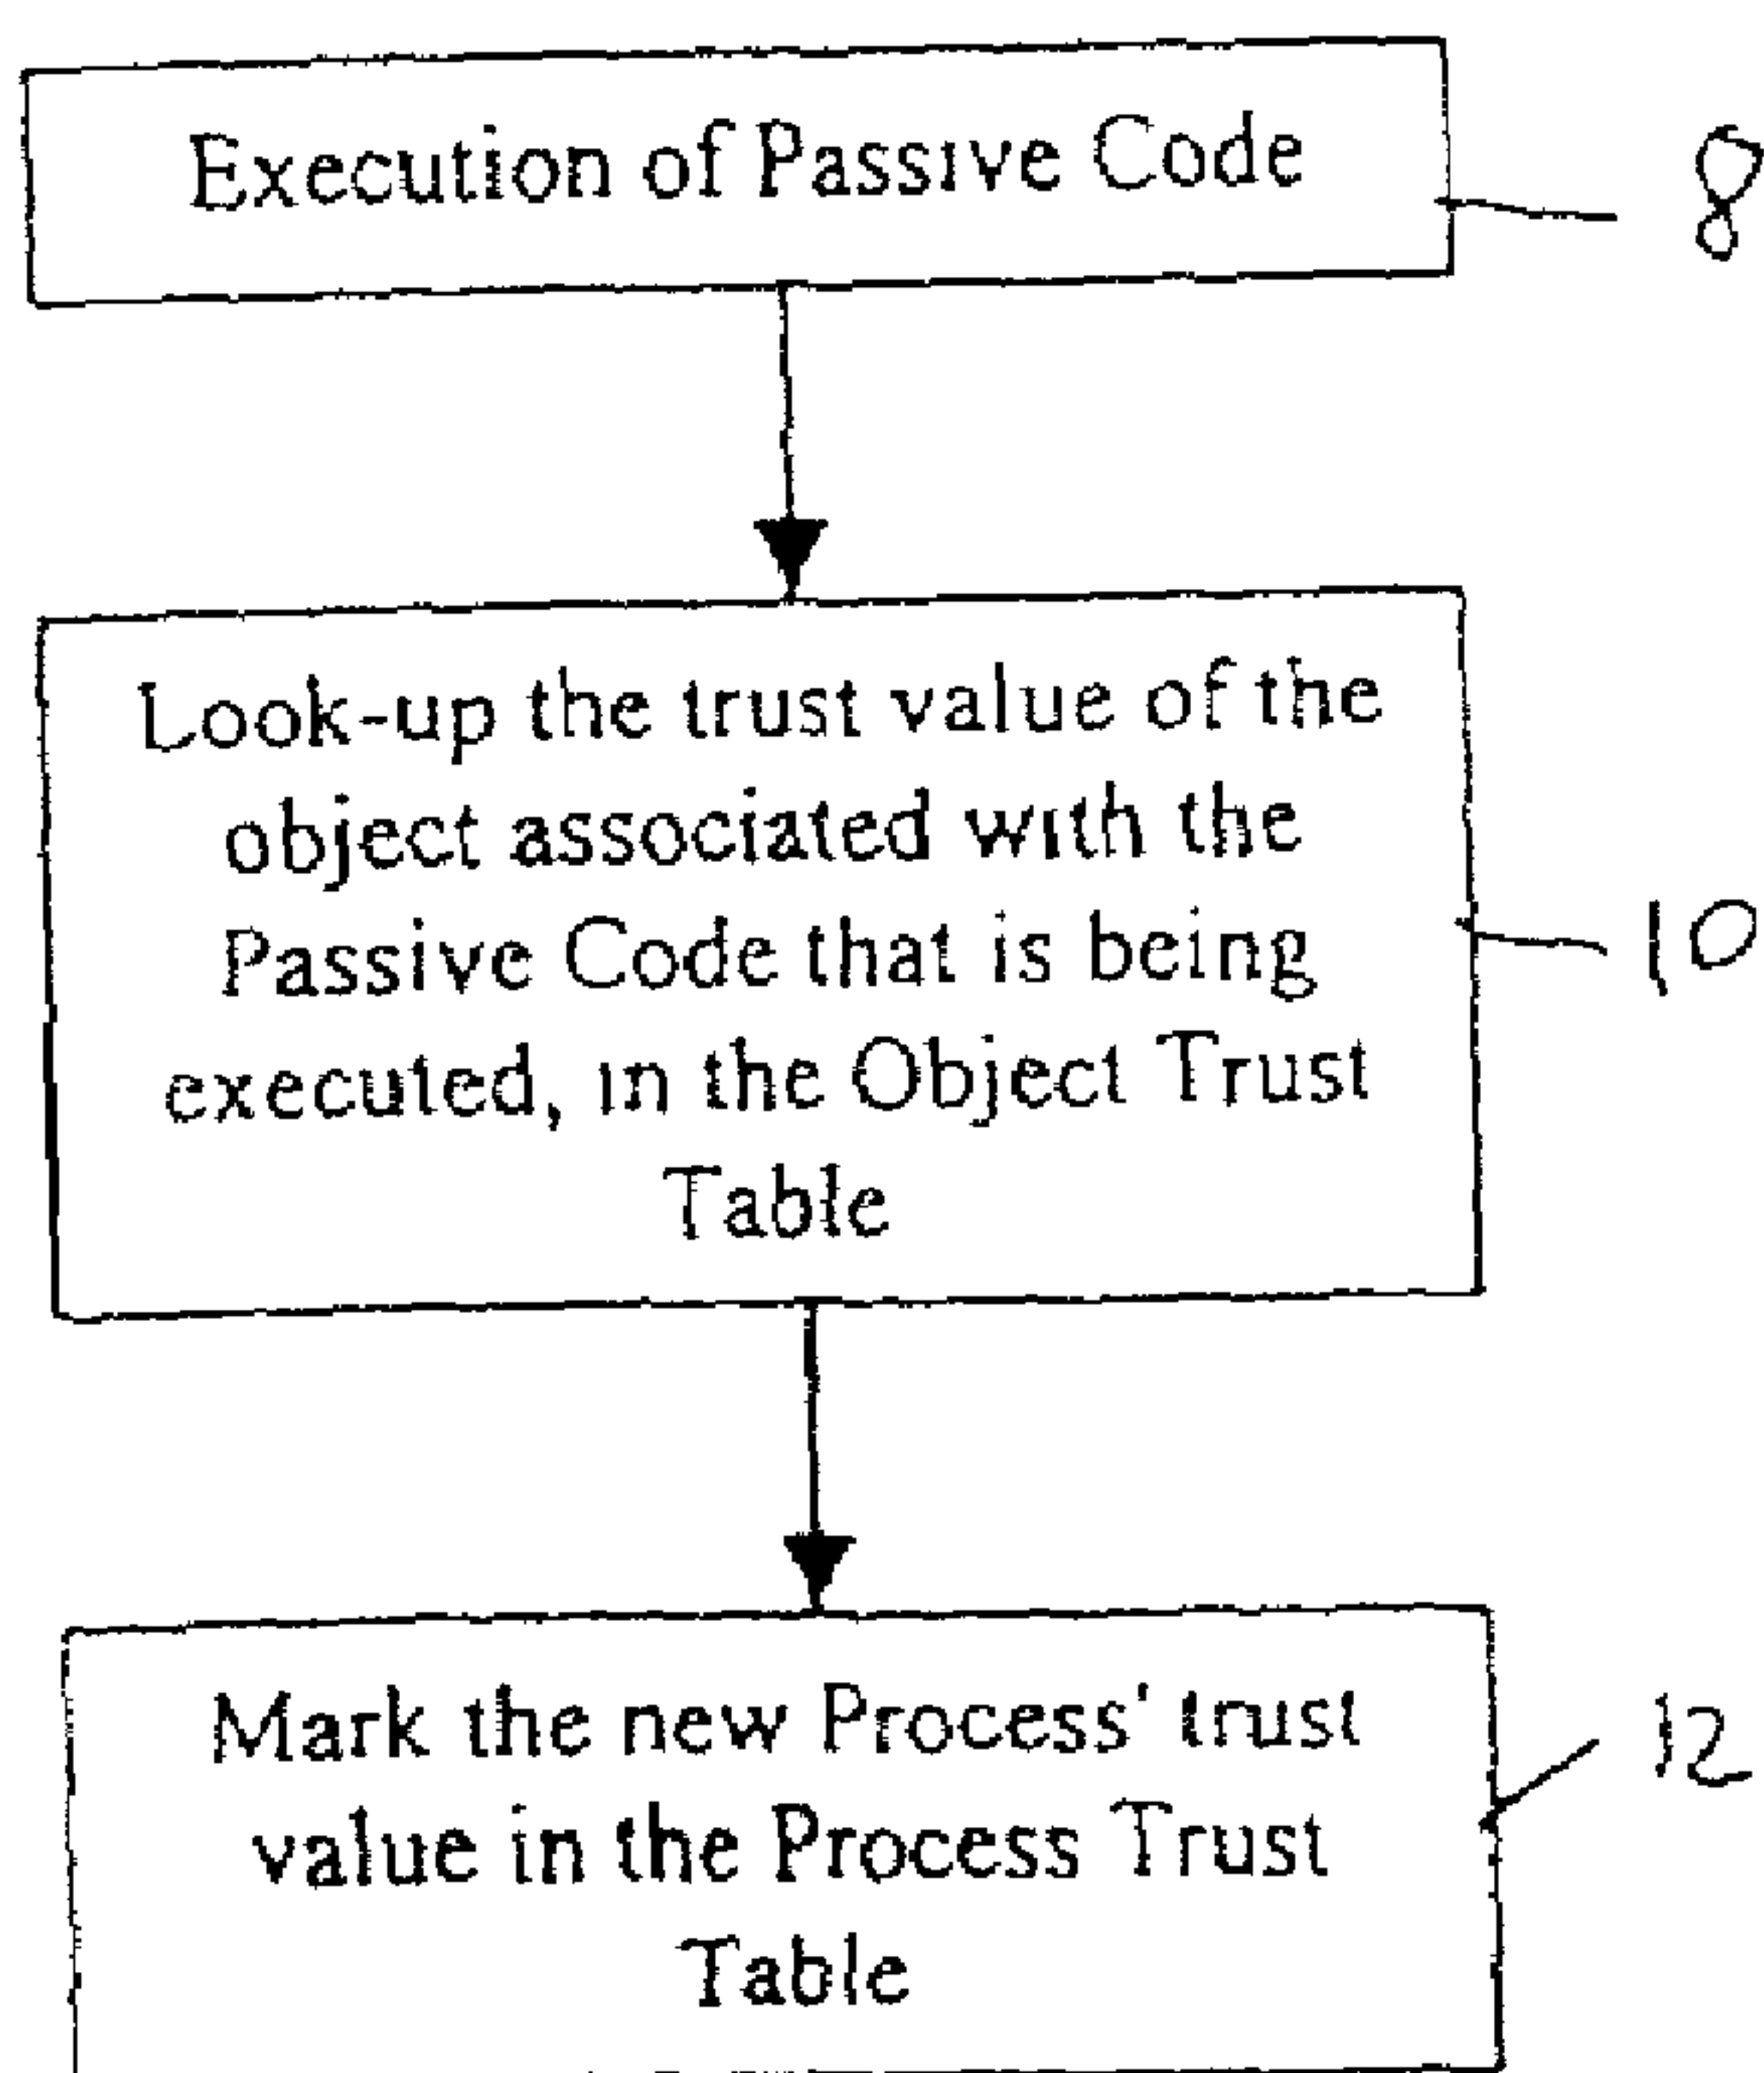 Execution of Passive Code
8
Look-up the trust value of the
object associated with the
Passive Code that is being
executed, in the Object Trust
Table
10
Mark the new Process' trust
value in the Process Trust
Table
12